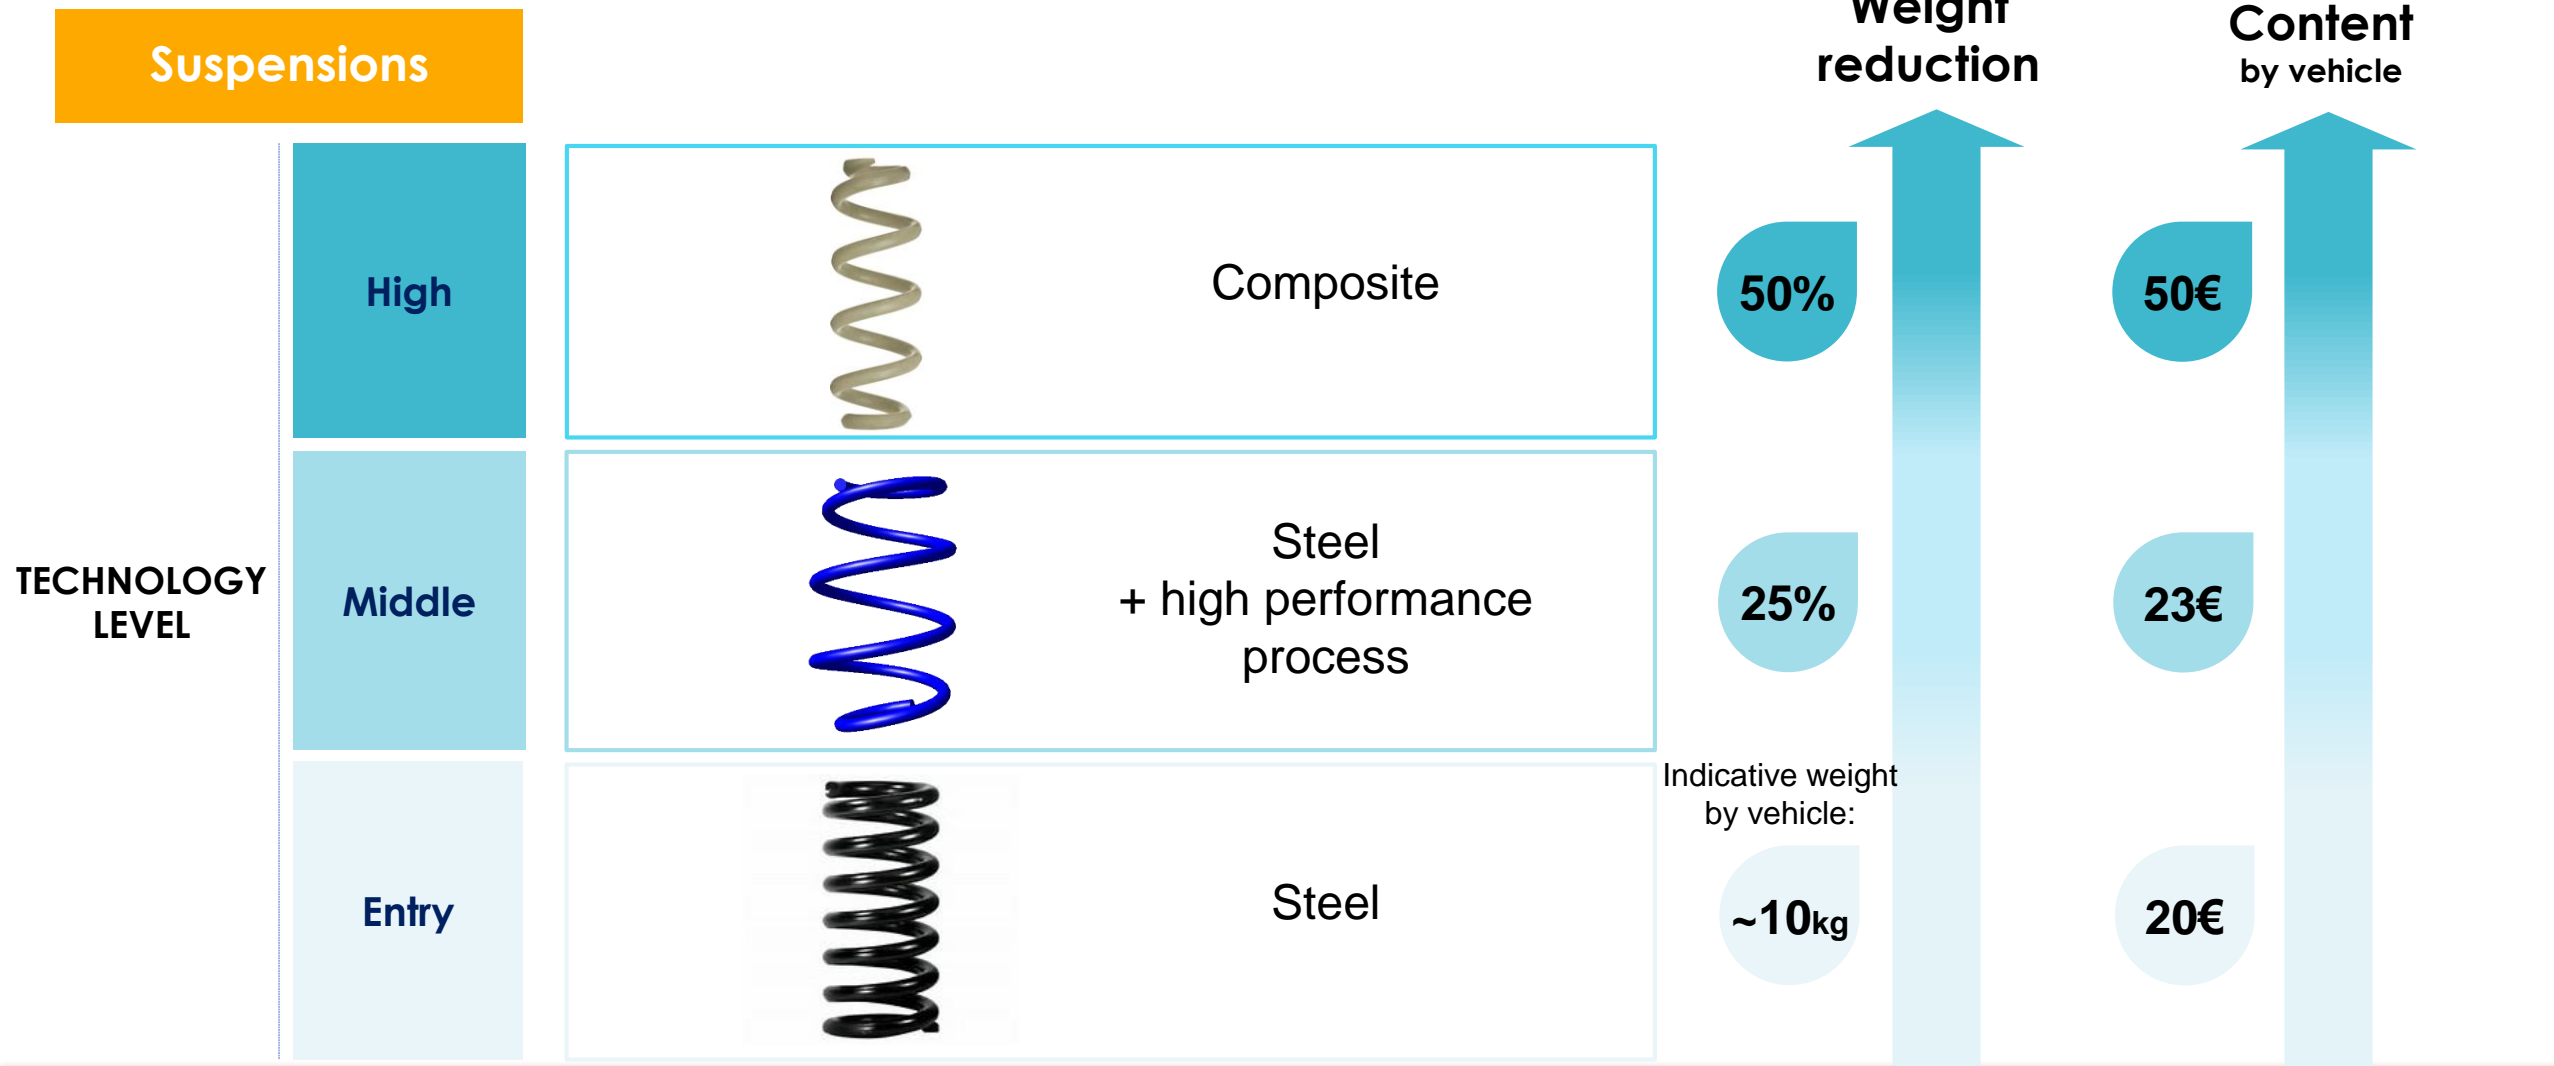 Suspensions
Weight
reduction
Content
by vehicle
High
Composite
50%
50€
TECHNOLOGY
LEVEL
Middle
Steel
+ high performance
process
25%
23€
Entry
Steel
Indicative weight
by vehicle:
~10kg
20€